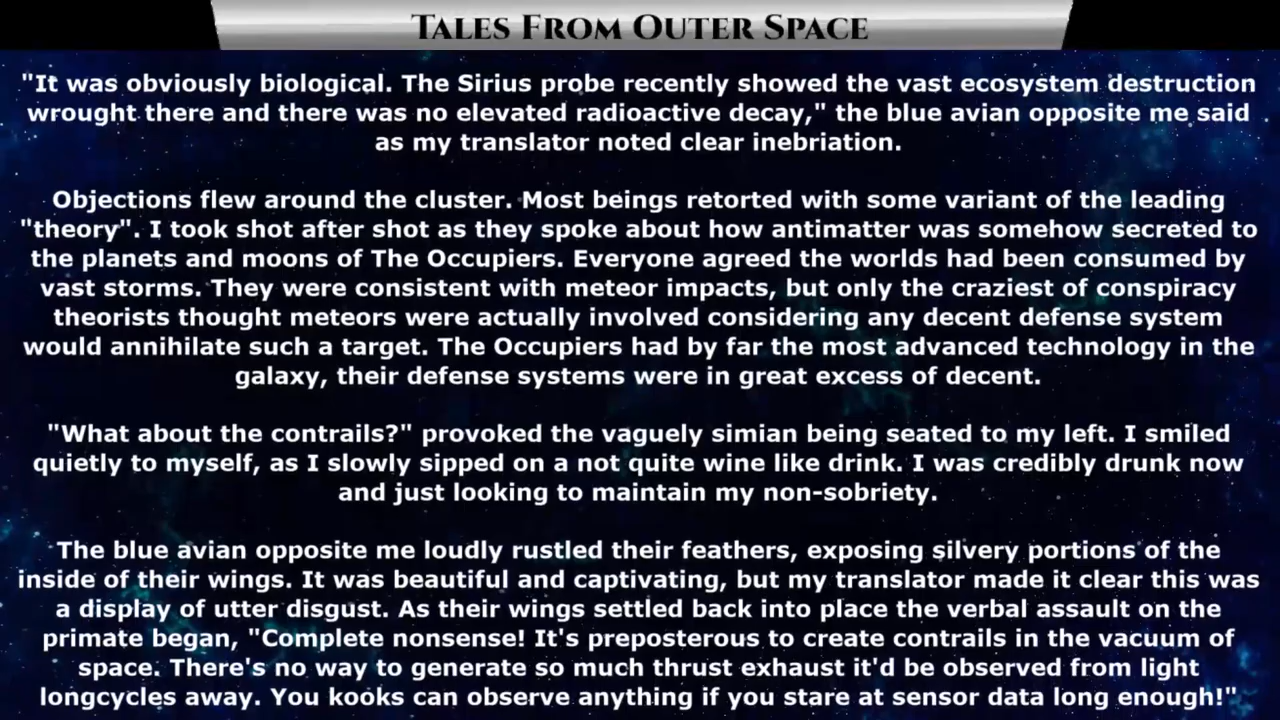 Tales From Outer Space
"It was obviously biological. The Sirius probe recently showed the vast ecosystem destruction
wrought there and there was no elevated radioactive decay," the blue avian opposite me said
as my translator noted clear inebriation.
Objections flew around the cluster. Most beings retorted with some variant of the leading
"theory". I took shot after shot as they spoke about how antimatter was somehow secreted to
the planets and moons of The Occupiers. Everyone agreed the worlds had been consumed by
vast storms. They were consistent with meteor impacts, but only the craziest of conspiracy
theorists thought meteors were actually involved considering any decent defense system
would annihilate such a target. The Occupiers had by far the most advanced technology in the
galaxy, their defense systems were in great excess of decent.
"What about the contrails?" provoked the vaguely simian being seated to my left. I smiled
quietly to myself, as I slowly sipped on a not quite wine like drink. I was credibly drunk now
and just looking to maintain my non-sobriety.
The blue avian opposite me loudly rustled their feathers, exposing silvery portions of the
inside of their wings. It was beautiful and captivating, but my translator made it clear this was
a display of utter disgust. As their wings settled back into place the verbal assault on the
primate began, "Complete nonsense! It's preposterous to create contrails in the vacuum of
space. There's no way to generate so much thrust exhaust it'd be observed from light
longcycles away. You kooks can observe anything if you stare at sensor data long enough!"